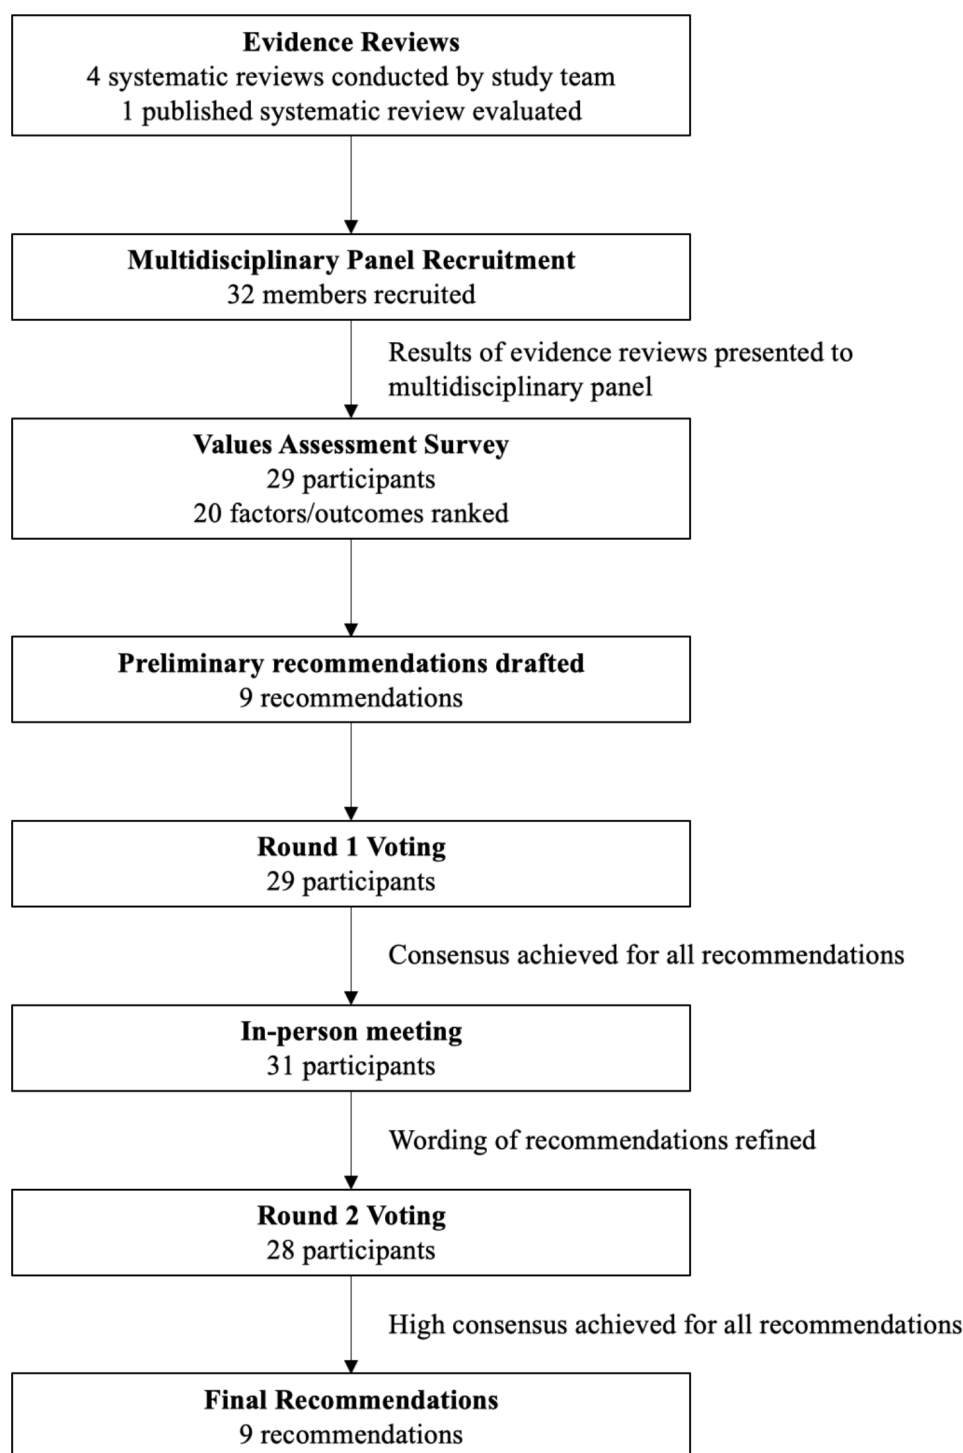 Evidence Reviews
4 systematic reviews conducted by study team
1 published systematic review evaluated
Multidisciplinary Panel Recruitment
32 members recruited
Results of evidence reviews presented to
multidisciplinary panel
Values Assessment Survey
29 participants
20 factors/outcomes ranked
Preliminary recommendations drafted
9 recommendations
Round 1 Voting
29 participants
Consensus achieved for all recommendations
In-person meeting
31 participants
Wording of recommendations refined
Round 2 Voting
28 participants
High consensus achieved for all recommendations
Final Recommendations
9 recommendations